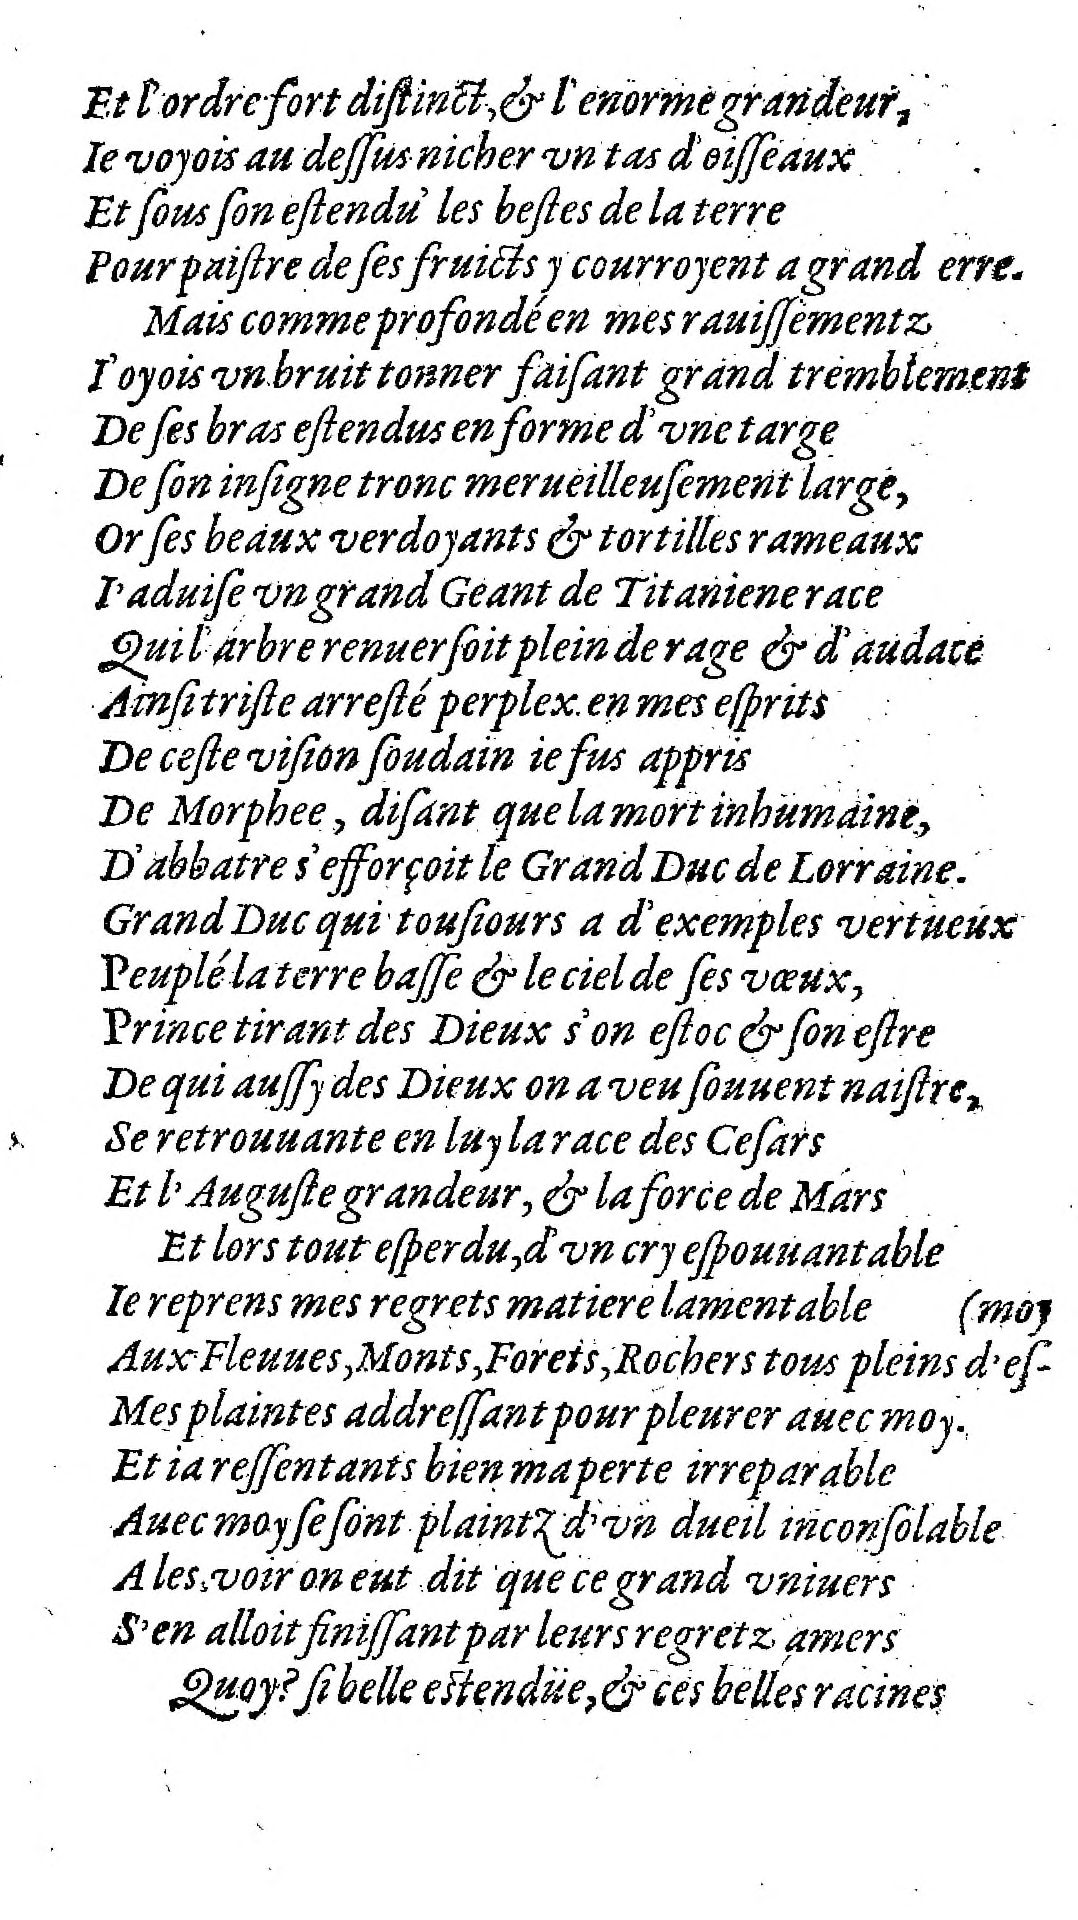 Et l'ordre fort diſtinct, & l'enorme grandeur,
Ie voyois au deſſus nicher vn tas d'oiſſeaux
Et ſous ſon eſtendu' les beſtes de la terre
Pour paiſtre de ſes fruicts y courroyent a grand erre.
Mais comme profondé en mes rauiſſementz
I'oyois vn bruit tonner faiſant grand tremblement
De ſes bras eſtendus en forme d'vne targe
De ſon inſigne tronc merueilleuſement large,
Or ſes beaux verdoyants & tortilles rameaux
I'aduiſe vn grand Geant de Titaniene race
Qui l'arbre renuerſoit plein de rage & d'audace
Ainſi triſte arreſté perplex en mes eſprits
De ceſte viſion ſoudain ie fus appris
De Morphee, diſant que la mort inhumaine,
D'abbatre s'efforçoit le Grand Duc de Lorraine.
Grand Duc qui touſiours a d'exemples vertueux
Peuplé la terre baſſe & le ciel de ſes vœux,
Prince tirant des Dieux s'on eſtoc & ſon eſtre
De qui auſſy des Dieux on a veu ſouuent naiſtre,
Se retrouuante en luy la race des Ceſars
Et l'Auguſte grandeur, & la force de Mars
Et lors tout eſperdu, d'vn cry eſpouuantable
Ie reprens mes regrets matiere lamentable (moy
Aux Fleuues, Monts, Forets, Rochers tous pleins d'eſ-
Mes plaintes addreſſant pour pleurer auec moy.
Et ia reſſentants bien ma perte irreparable
Auec moy ſe ſont plaintz d'vn dueil inconſolable
A les voir on eut dit que ce grand vniuers
S'en alloit finiſſant par leurs regretz amers
Quoy? ſi belle eſtendüe, & ces belles racines